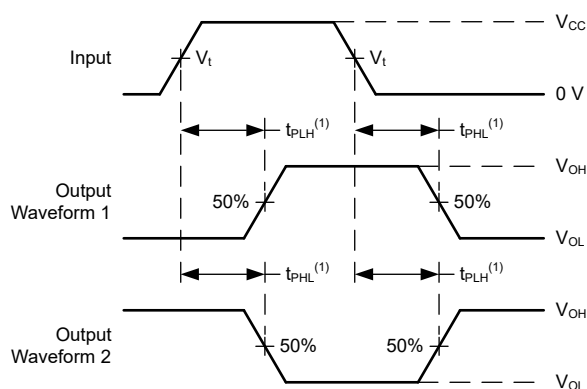 V_CC
Input
V_t
V_t
0 V
t_PLH^(1)
t_PHL^(1)
V_OH
Output
Waveform 1
50%
50%
V_OL
t_PHL^(1)
t_PLH^(1)
V_OH
Output
Waveform 2
50%
50%
V_OL